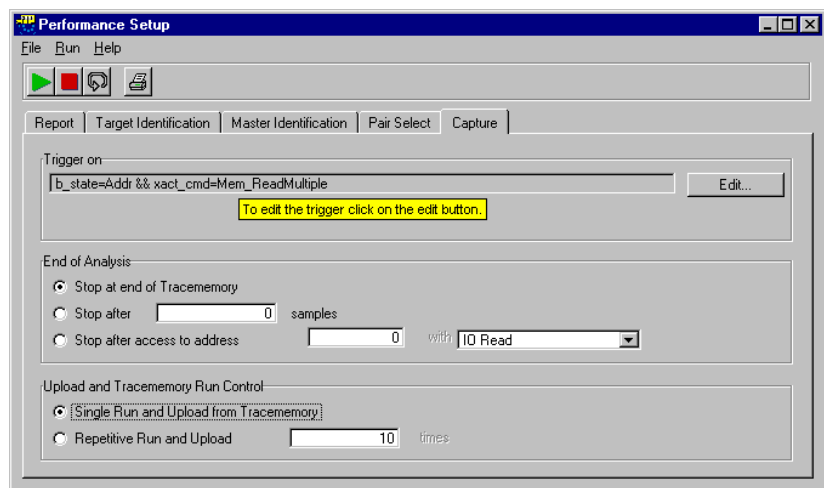 Performance Setup
File Run Help
Report Target Identification Master Identification Pair Select Capture
Trigger on
b_state=Addr && xact_cmd=Mem_ReadMultiple Edit...
To edit the trigger click on the edit button.
End of Analysis
Stop at end of Tracememory
Stop after 0 samples
Stop after access to address 0 with IO Read
Upload and Tracememory Run Control
Single Run and Upload from Tracememory
Repetitive Run and Upload 10 times